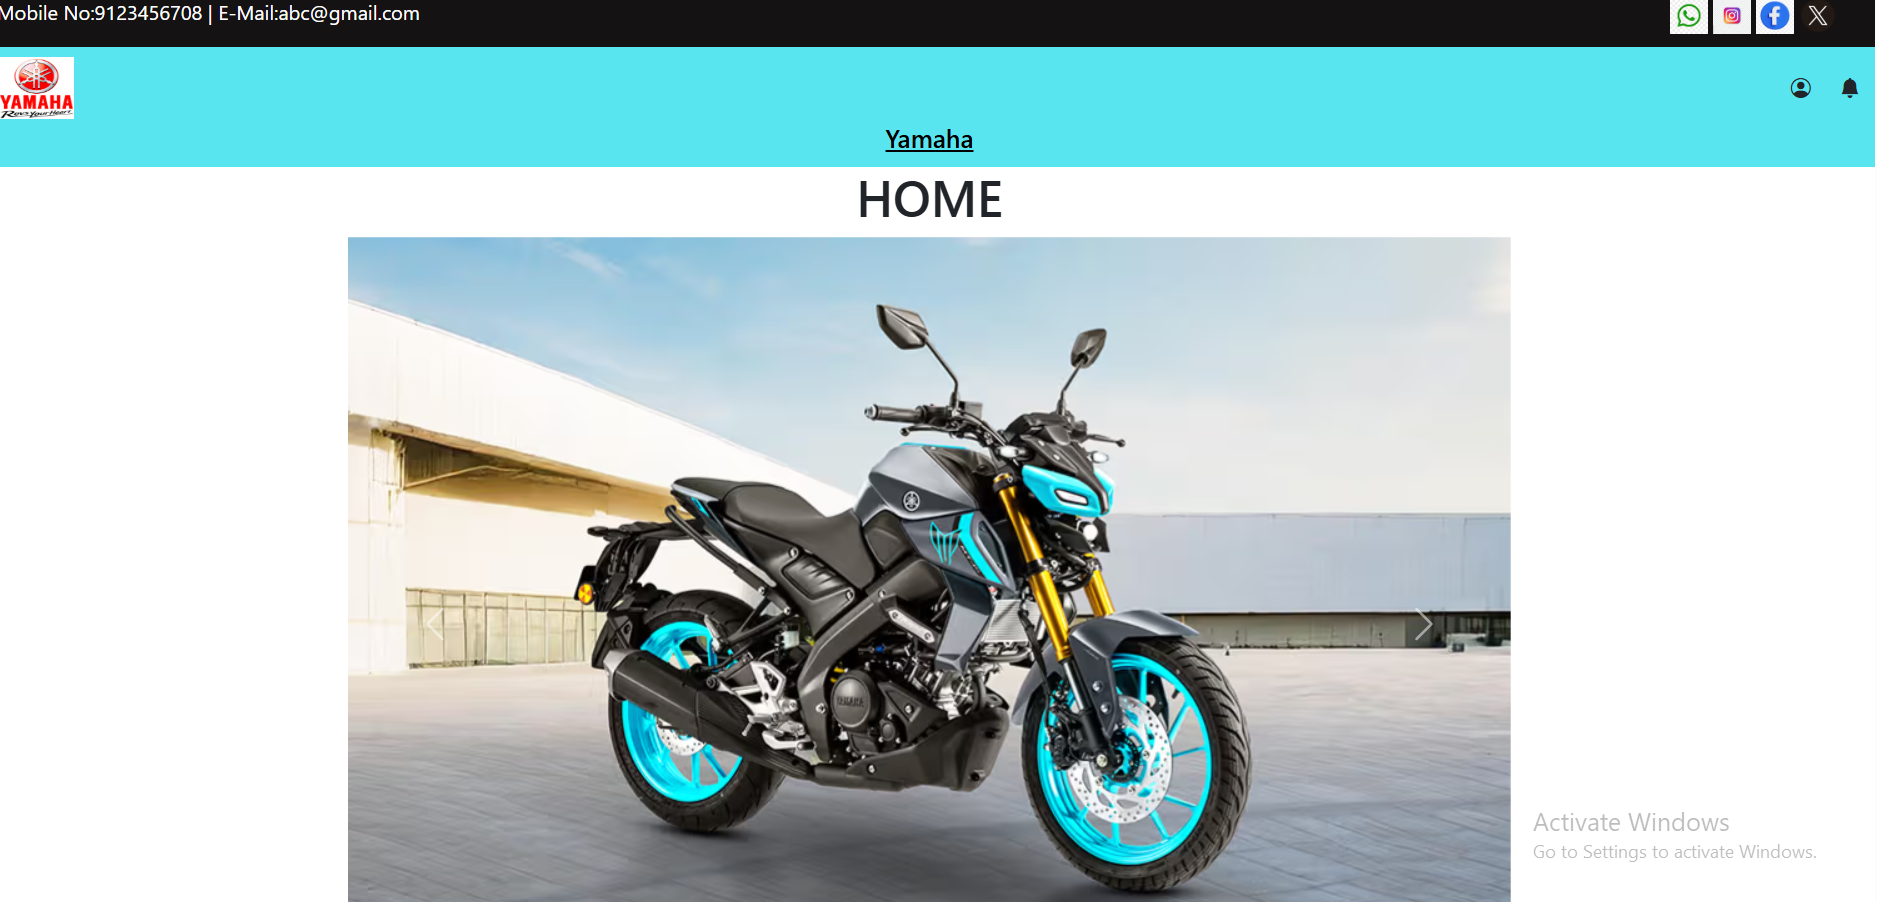 Mobile No:9123456708 | E-Mail:abc@gmail.com
YAMAHA
Revs Your Heart
Yamaha
HOME
YAMAHA
Activate Windows
Go to Settings to activate Windows.